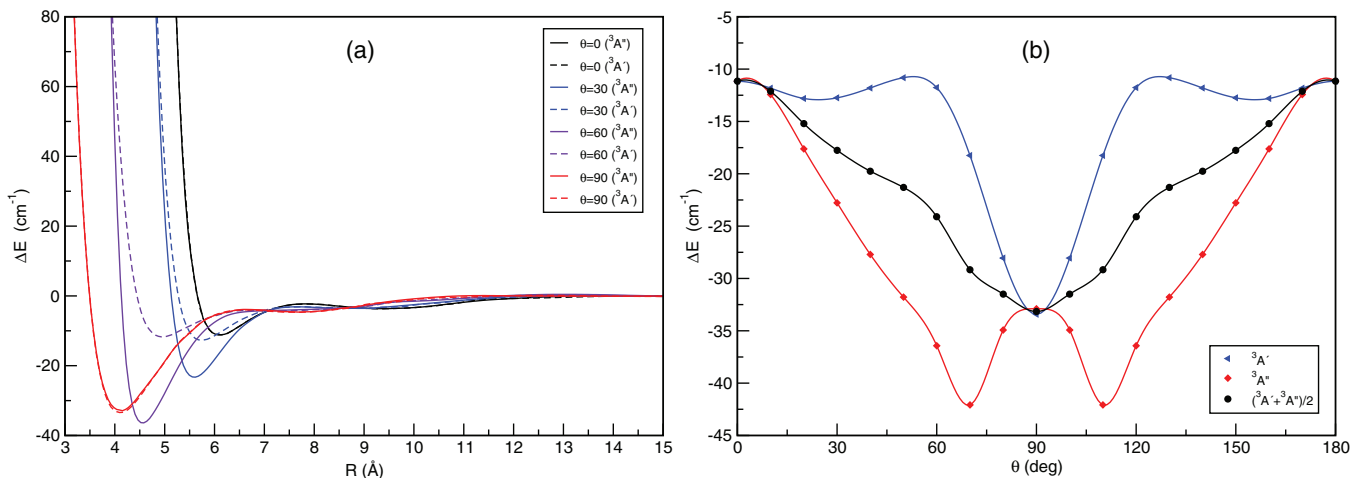 (a)
ΔE (cm⁻¹)
80
60
40
20
0
-20
-40
3 4 5 6 7 8 9 10 11 12 13 14 15
R (Å)
θ=0 (³A")
θ=0 (³A´)
θ=30 (³A")
θ=30 (³A´)
θ=60 (³A")
θ=60 (³A´)
θ=90 (³A")
θ=90 (³A´)
(b)
ΔE (cm⁻¹)
-5
-10
-15
-20
-25
-30
-35
-40
-45
0 30 60 90 120 150 180
θ (deg)
³A´
³A"
(³A´+³A")/2